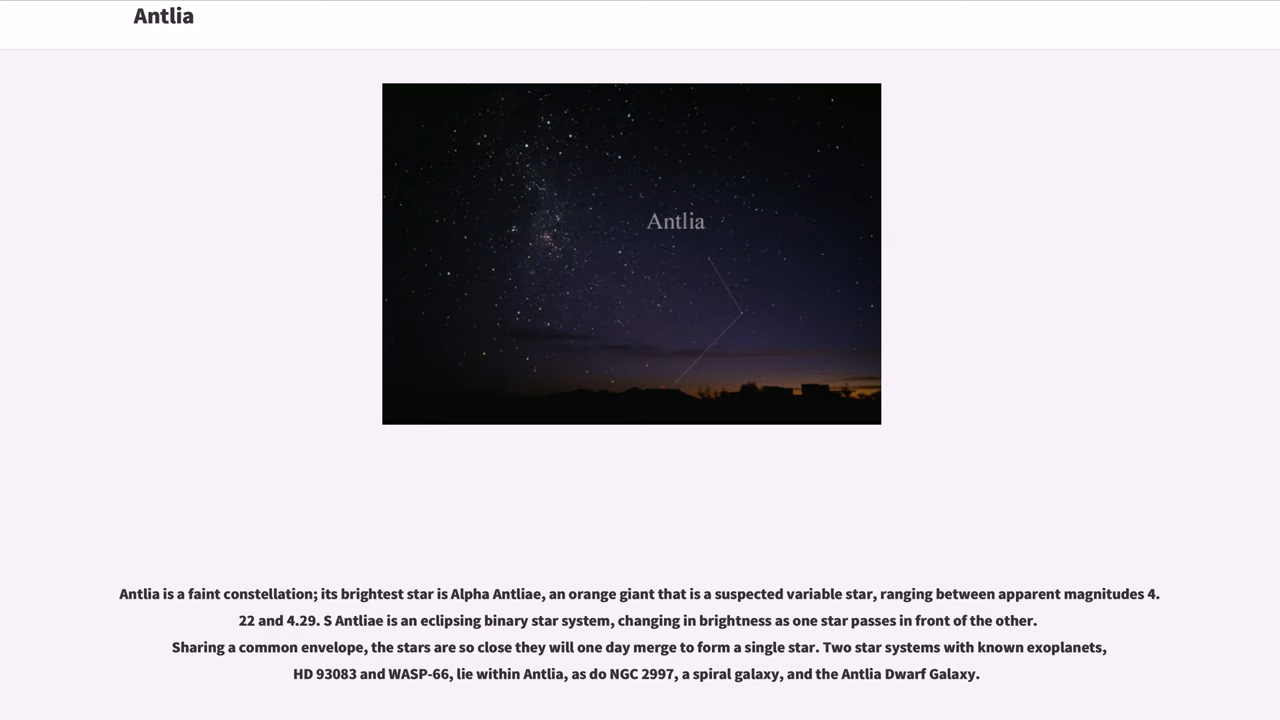 Antlia
Antlia
Antlia is a faint constellation; its brightest star is Alpha Antliae, an orange giant that is a suspected variable star, ranging between apparent magnitudes 4.
22 and 4.29. S Antliae is an eclipsing binary star system, changing in brightness as one star passes in front of the other.
Sharing a common envelope, the stars are so close they will one day merge to form a single star. Two star systems with known exoplanets,
HD 93083 and WASP-66, lie within Antlia, as do NGC 2997, a spiral galaxy, and the Antlia Dwarf Galaxy.